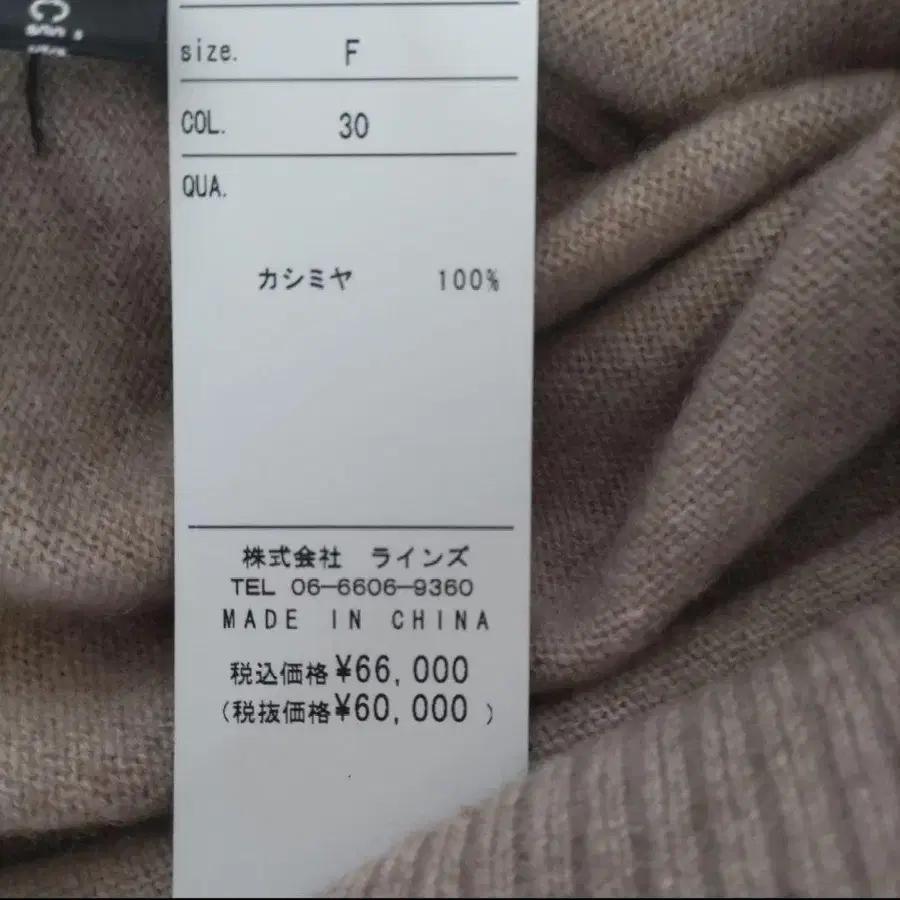 size. F
COL. 30
QUA.
カシミヤ 100%
株式会社 ラインズ
TEL 06-6606-9360
MADE IN CHINA
税込価格 ¥66,000
(税抜価格 ¥60,000 )